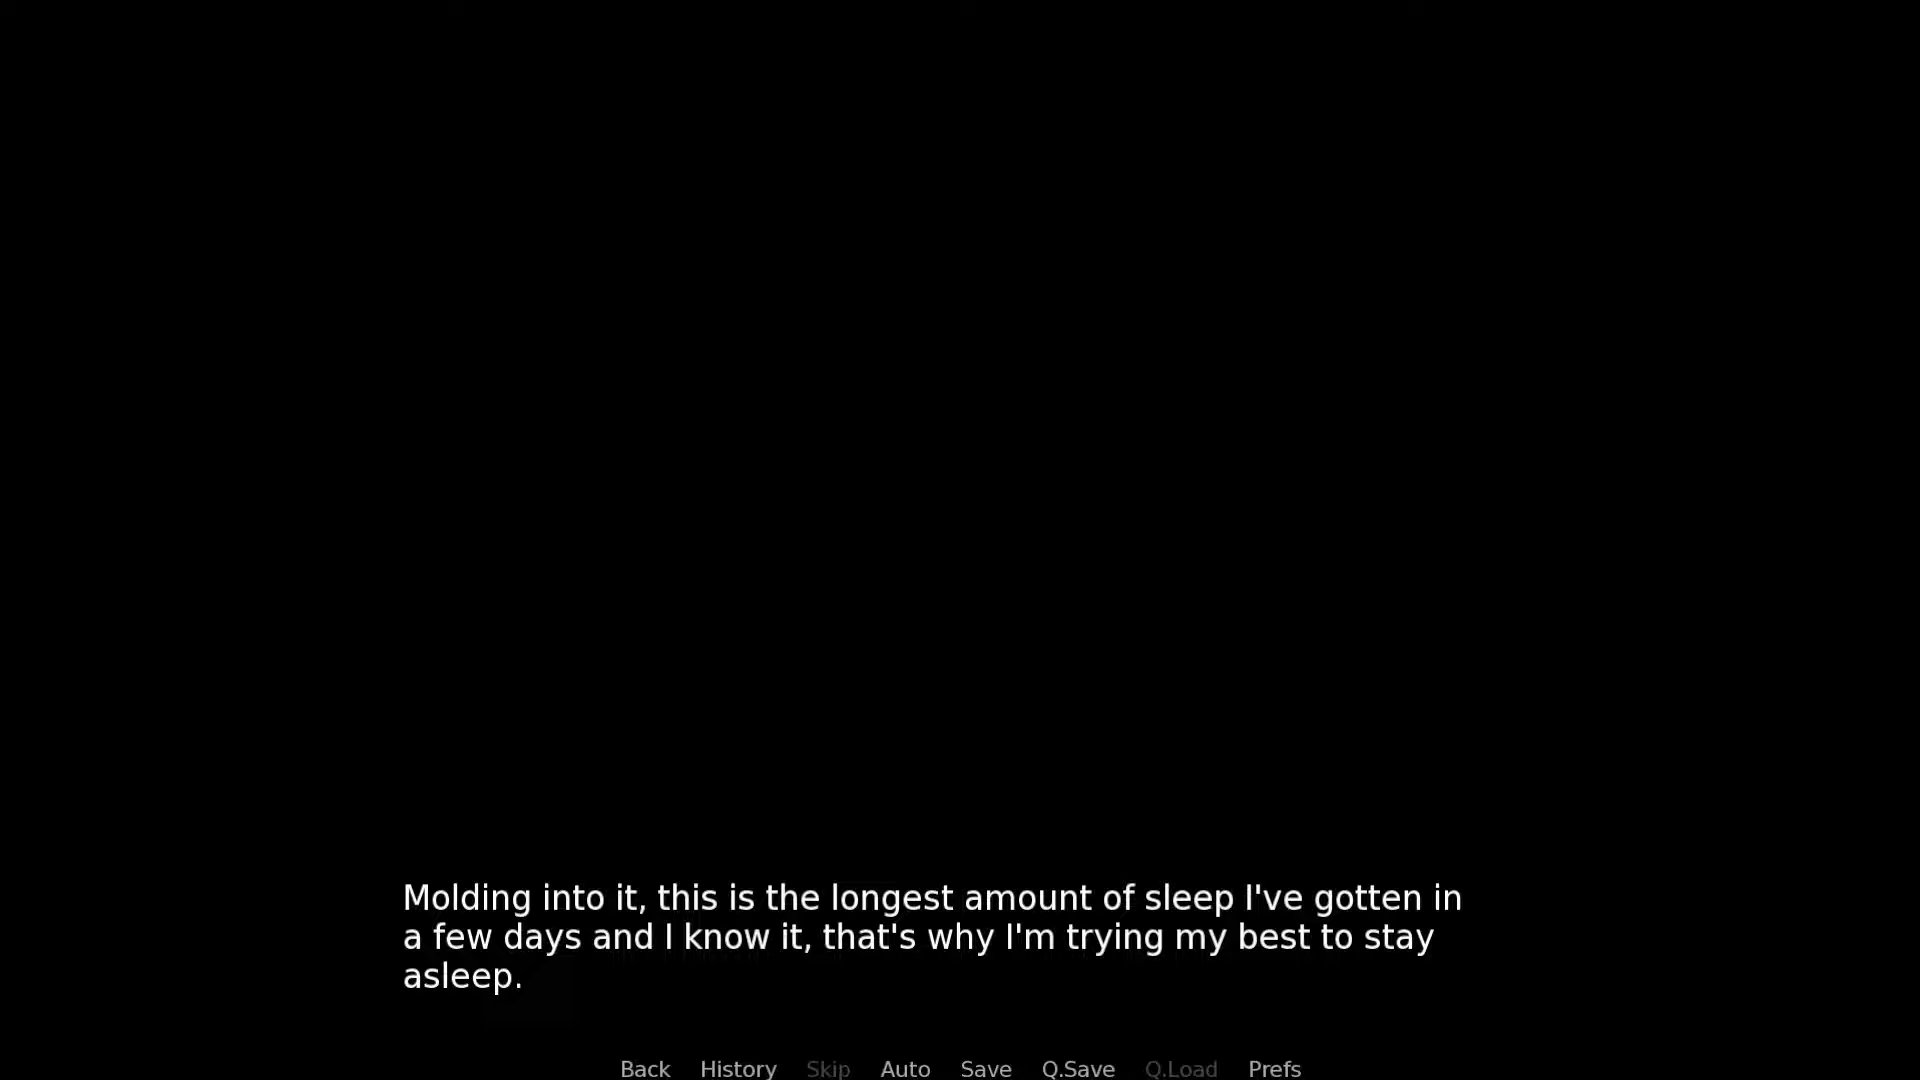 Molding into it, this is the longest amount of sleep I've gotten in
a few days and I know it, that's why I'm trying my best to stay
asleep.
Back History Skip Auto Save Q.Save Q.Load Prefs